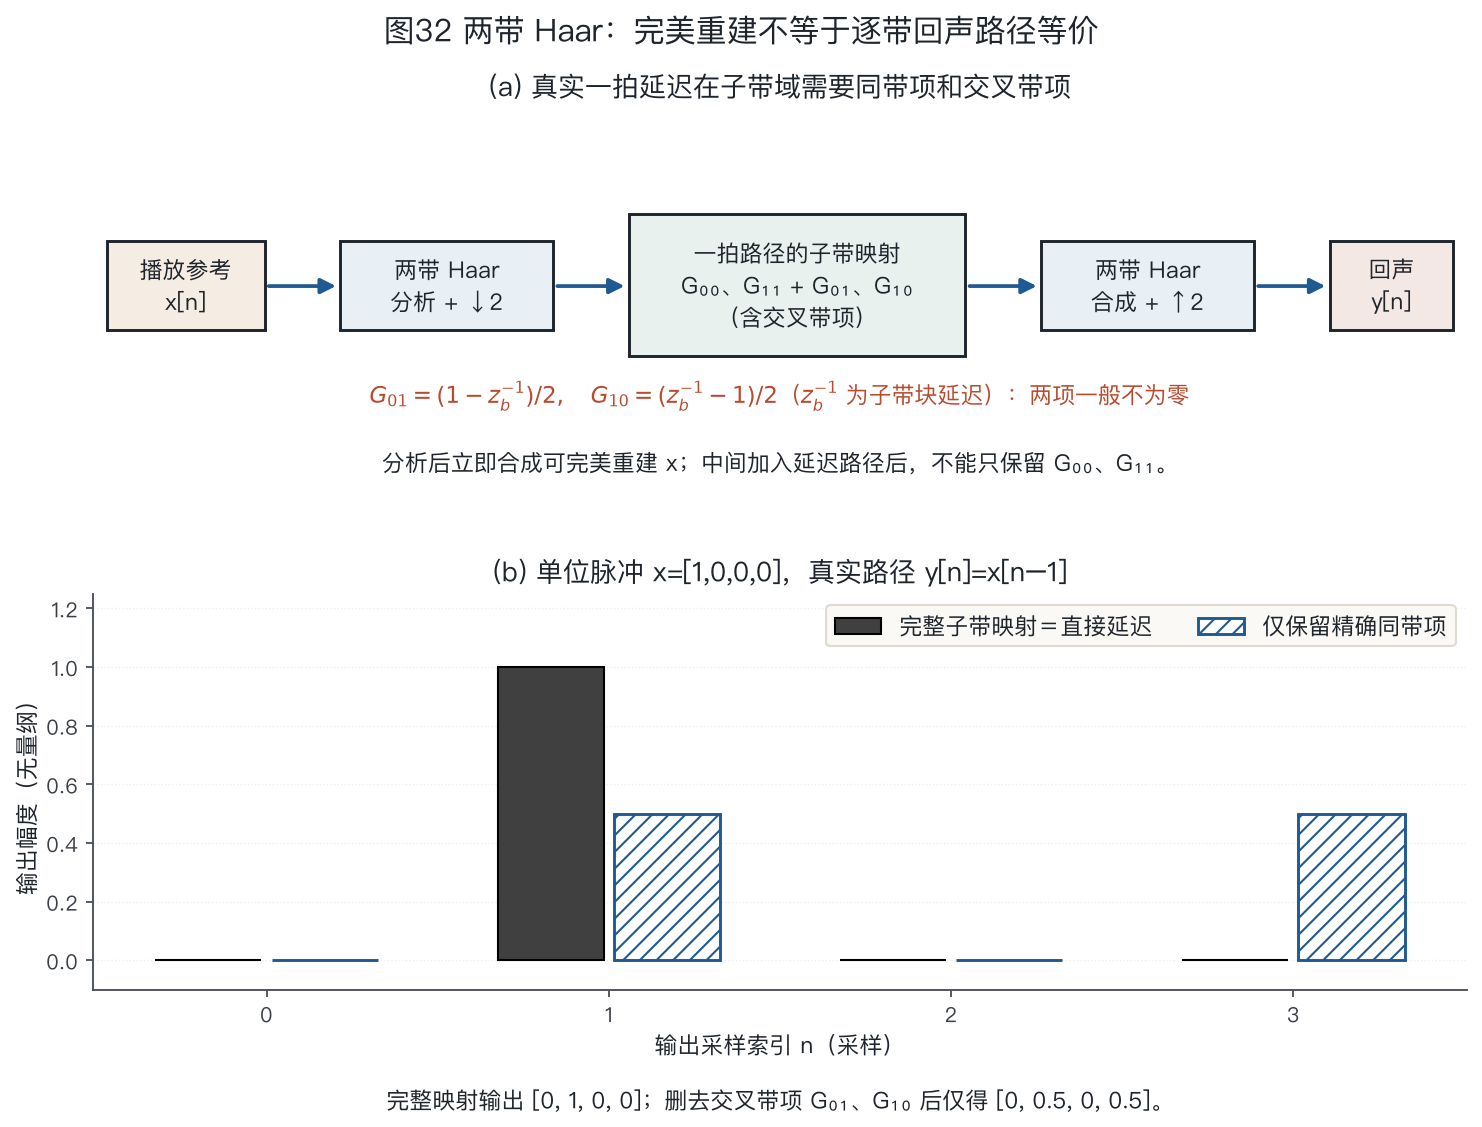 图32 两带 Haar：完美重建不等于逐带回声路径等价
(a) 真实一拍延迟在子带域需要同带项和交叉带项
播放参考
x[n]
两带 Haar
分析 + ↓2
一拍路径的子带映射
G₀₀、G₁₁ + G₀₁、G₁₀
（含交叉带项）
两带 Haar
合成 + ↑2
回声
y[n]
G₀₁ = (1 − z_b⁻¹)/2,  G₁₀ = (z_b⁻¹ − 1)/2（z_b⁻¹ 为子带块延迟）：两项一般不为零
分析后立即合成可完美重建 x；中间加入延迟路径后，不能只保留 G₀₀、G₁₁。
(b) 单位脉冲 x=[1,0,0,0]，真实路径 y[n]=x[n−1]
完整子带映射＝直接延迟
仅保留精确同带项
输出幅度（无量纲）
1.2
1.0
0.8
0.6
0.4
0.2
0.0
0 1 2 3
输出采样索引 n（采样）
完整映射输出 [0, 1, 0, 0]；删去交叉带项 G₀₁、G₁₀ 后仅得 [0, 0.5, 0, 0.5]。